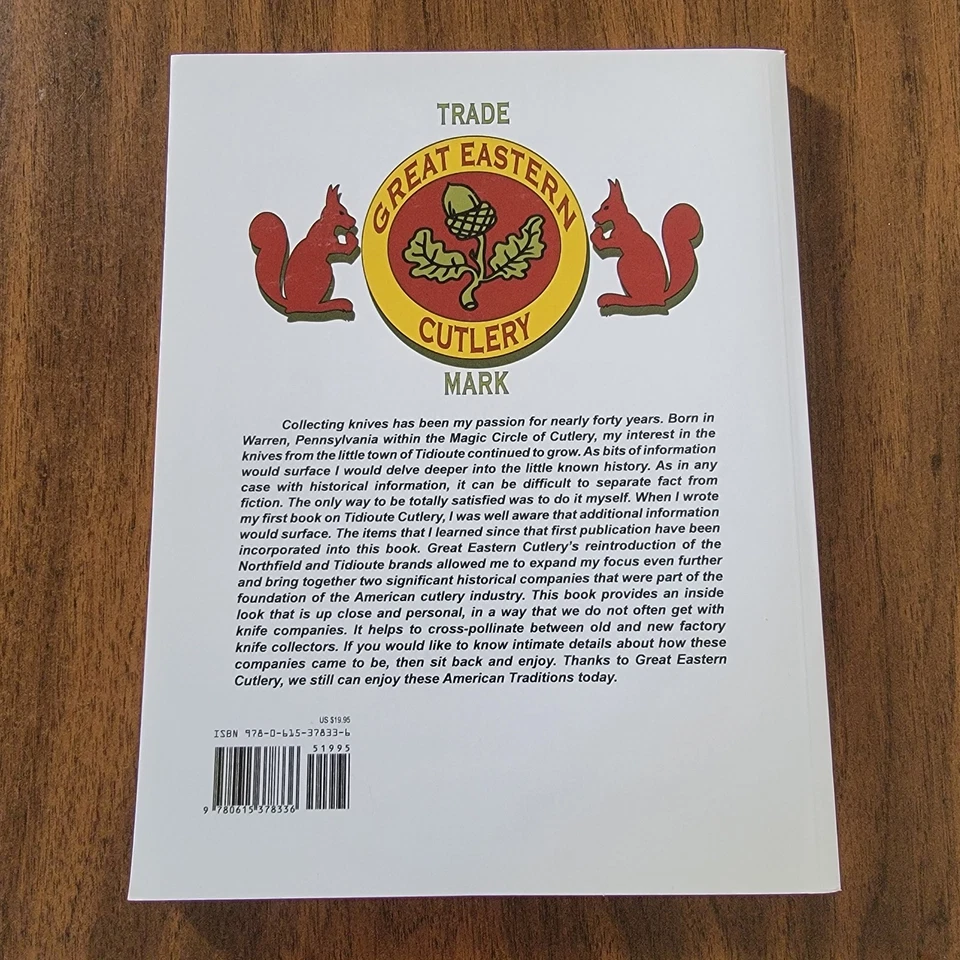 TRADE
GREAT EASTERN
CUTLERY
MARK
Collecting knives has been my passion for nearly forty years. Born in
Warren, Pennsylvania within the Magic Circle of Cutlery, my interest in the
knives from the little town of Tidioute continued to grow. As bits of information
would surface I would delve deeper into the little known history. As in any
case with historical information, it can be difficult to separate fact from
fiction. The only way to be totally satisfied was to do it myself. When I wrote
my first book on Tidioute Cutlery, I was well aware that additional information
would surface. The items that I learned since that first publication have been
incorporated into this book. Great Eastern Cutlery's reintroduction of the
Northfield and Tidioute brands allowed me to expand my focus even further
and bring together two significant historical companies that were part of the
foundation of the American cutlery industry. This book provides an inside
look that is up close and personal, in a way that we do not often get with
knife companies. It helps to cross-pollinate between old and new factory
knife collectors. If you would like to know intimate details about how these
companies came to be, then sit back and enjoy. Thanks to Great Eastern
Cutlery, we still can enjoy these American Traditions today.
US $19.95
ISBN 978-0-615-37833-6
51995
9 780615 378336